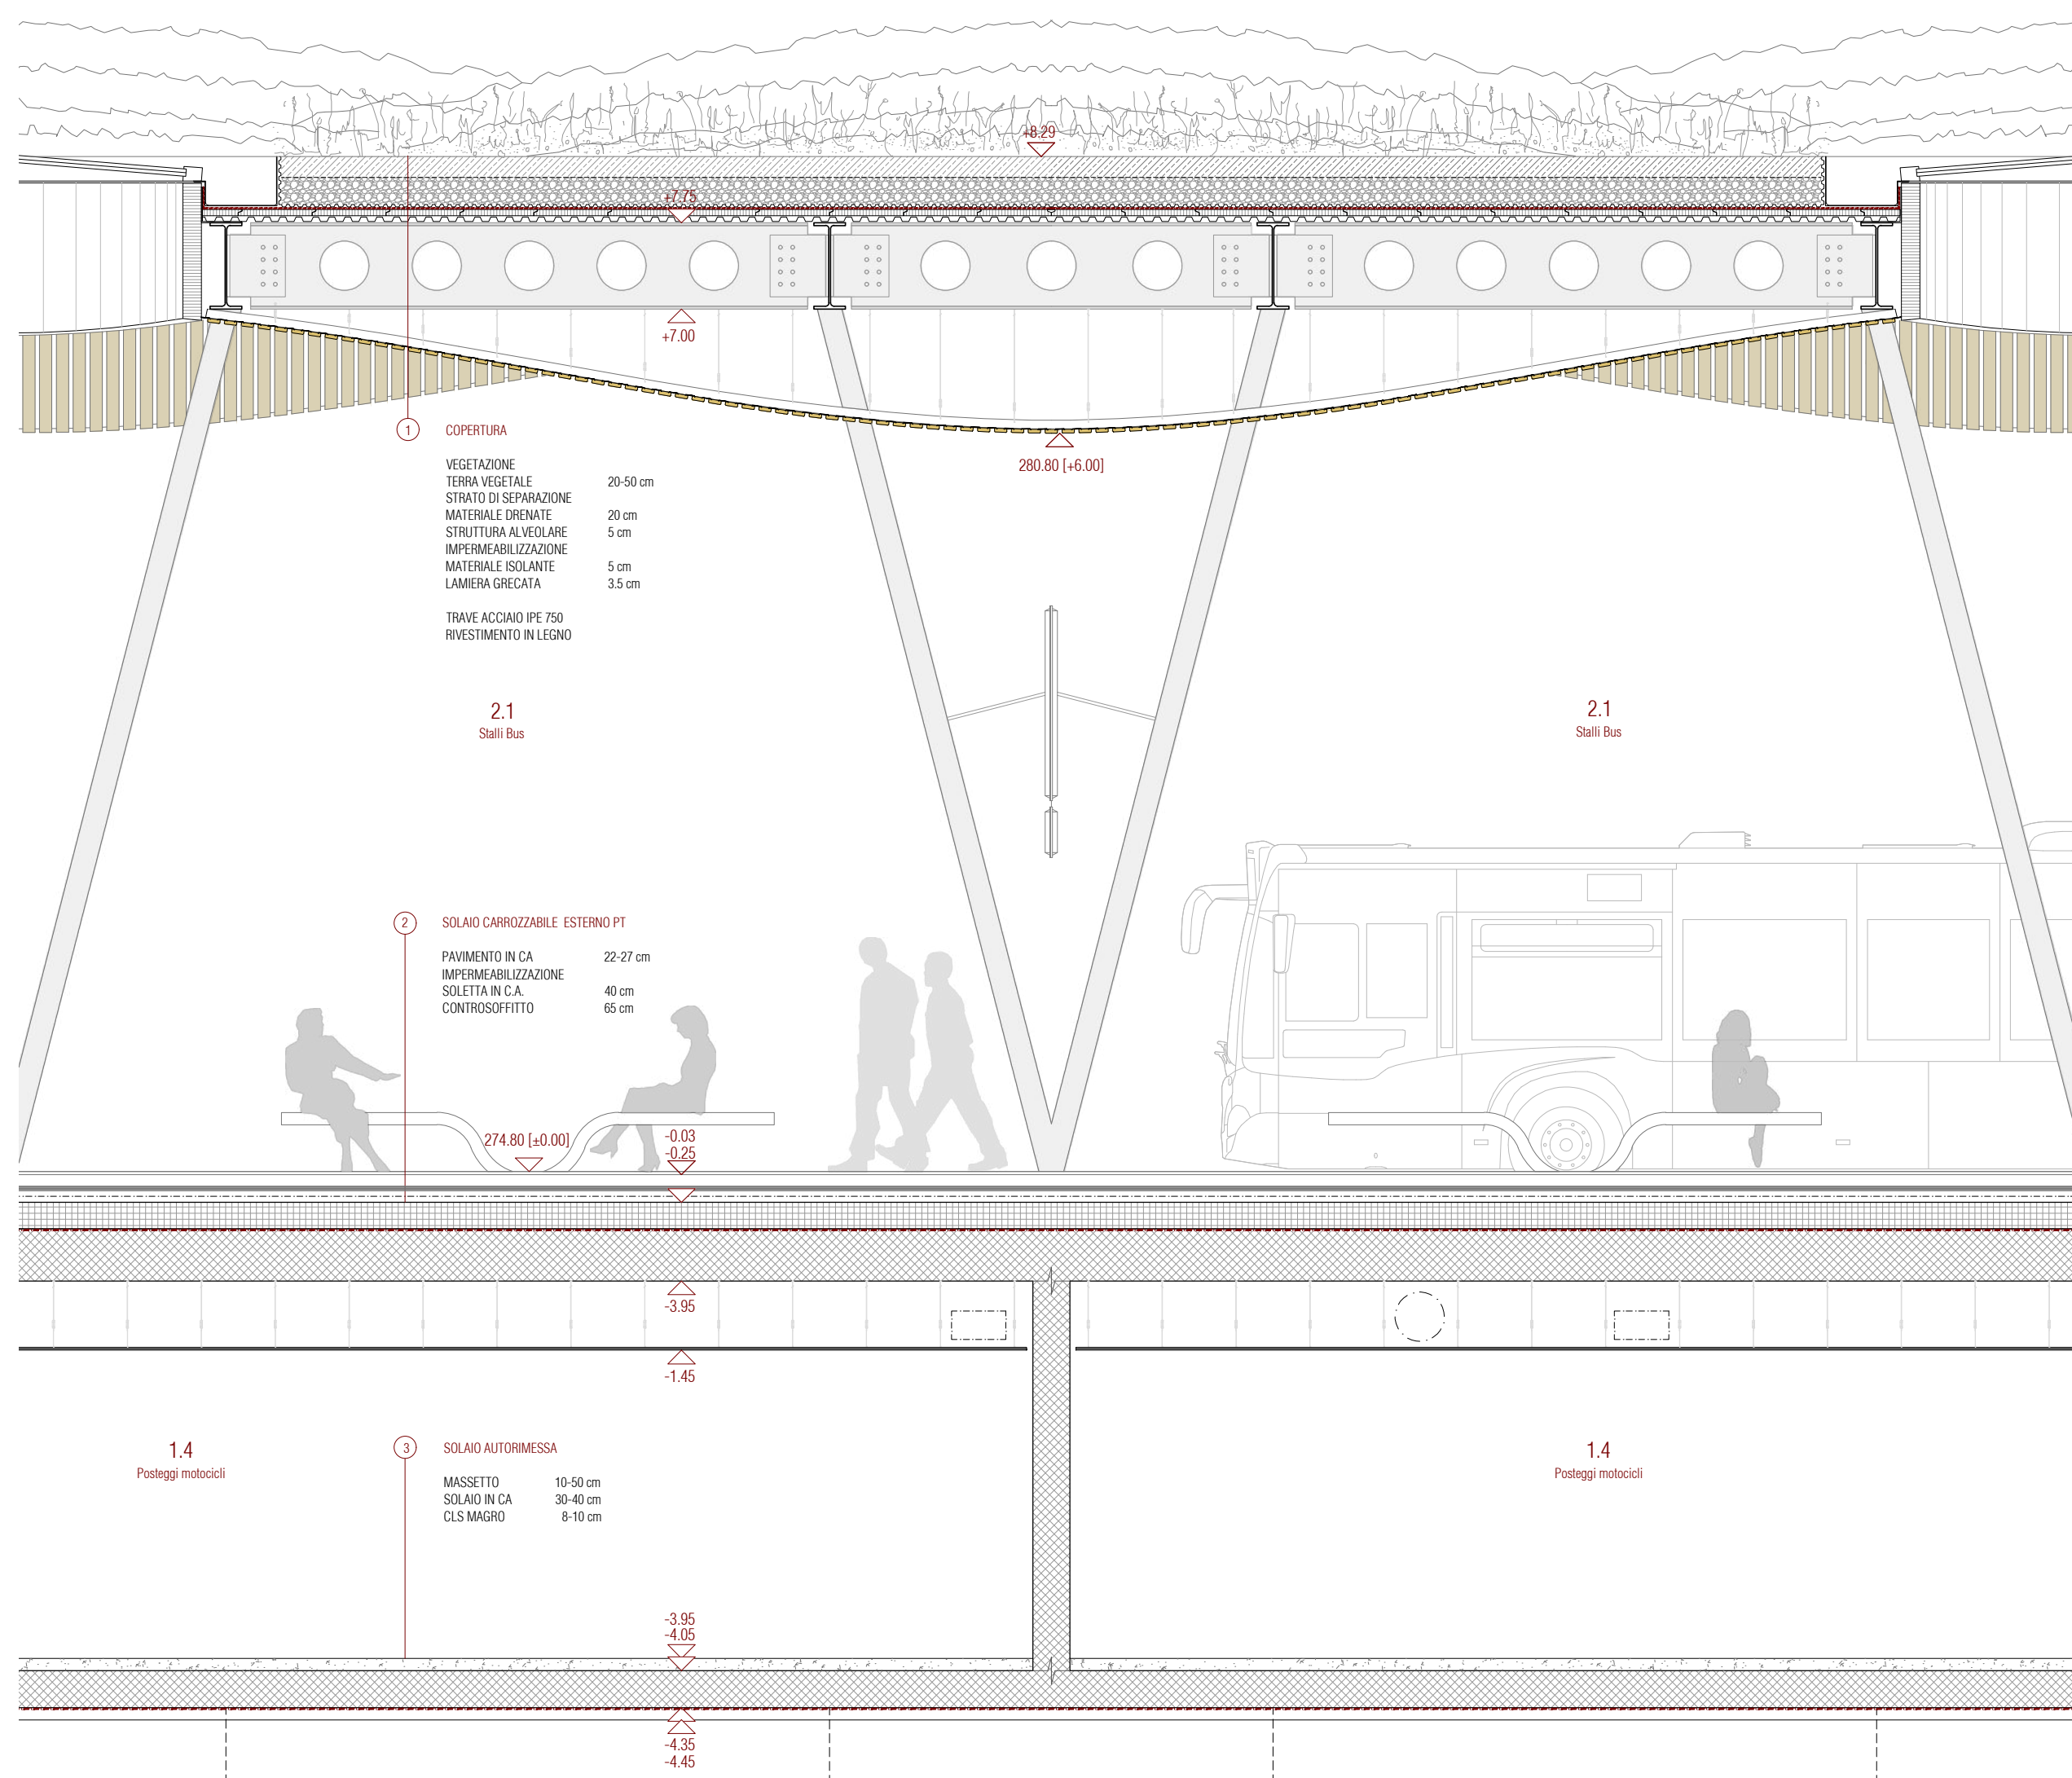 +8.29
+7.75
+7.00
280.80 [+6.00]
1 COPERTURA
VEGETAZIONE
TERRA VEGETALE 20-50 cm
STRATO DI SEPARAZIONE
MATERIALE DRENATE 20 cm
STRUTTURA ALVEOLARE 5 cm
IMPERMEABILIZZAZIONE
MATERIALE ISOLANTE 5 cm
LAMIERA GRECATA 3.5 cm
TRAVE ACCIAIO IPE 750
RIVESTIMENTO IN LEGNO
2.1
Stalli Bus
2.1
Stalli Bus
2 SOLAIO CARROZZABILE ESTERNO PT
PAVIMENTO IN CA 22-27 cm
IMPERMEABILIZZAZIONE
SOLETTA IN C.A. 40 cm
CONTROSOFFITTO 65 cm
274.80 [±0.00]
-0.03
-0.25
-3.95
-1.45
1.4
Posteggi motocicli
3 SOLAIO AUTORIMESSA
MASSETTO 10-50 cm
SOLAIO IN CA 30-40 cm
CLS MAGRO 8-10 cm
1.4
Posteggi motocicli
-3.95
-4.05
-4.35
-4.45